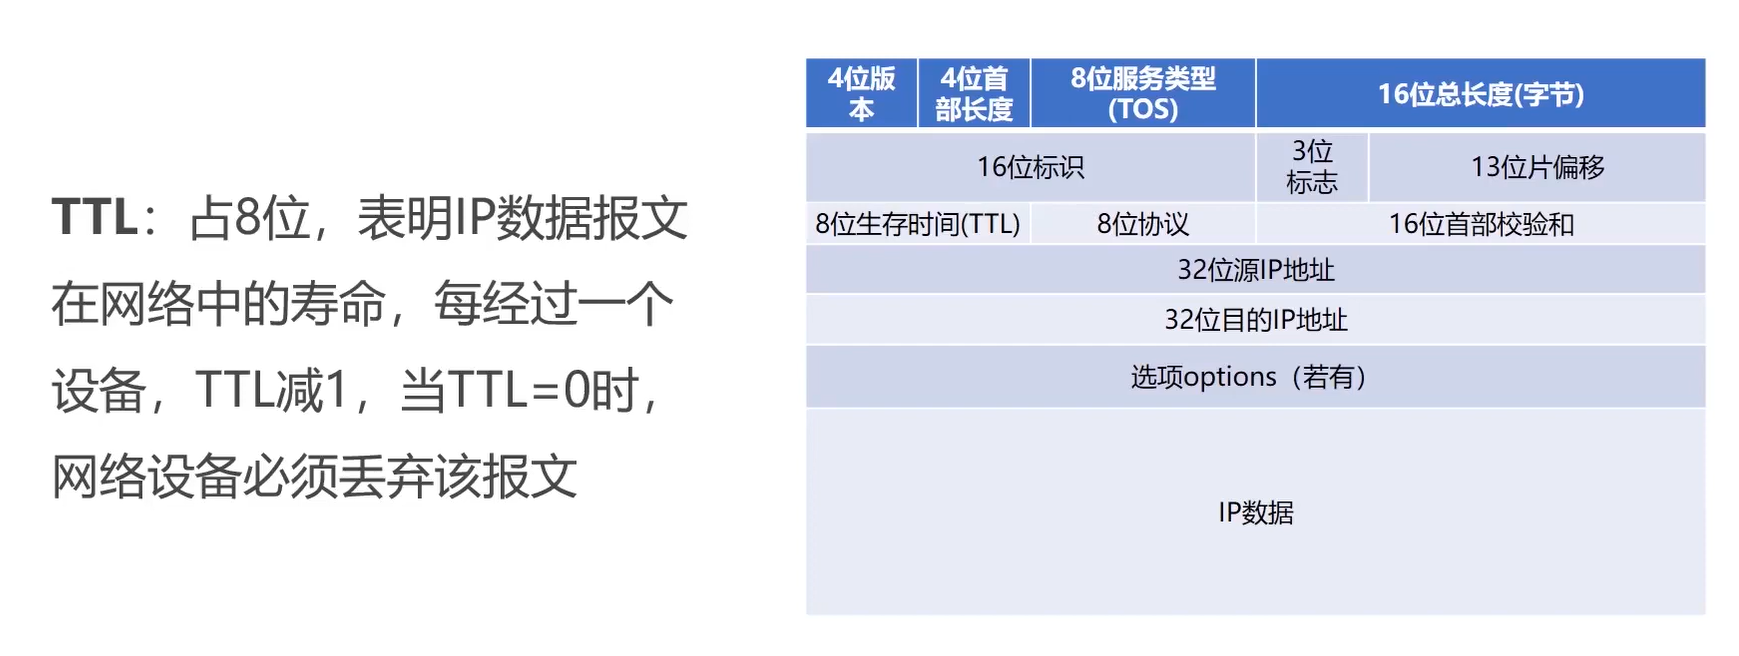 TTL：占8位，表明IP数据报文
在网络中的寿命，每经过一个
设备，TTL减1，当TTL=0时，
网络设备必须丢弃该报文
4位版
本
4位首
部长度
8位服务类型
(TOS)
16位总长度(字节)
16位标识
3位
标志
13位片偏移
8位生存时间(TTL)
8位协议
16位首部校验和
32位源IP地址
32位目的IP地址
选项options（若有）
IP数据